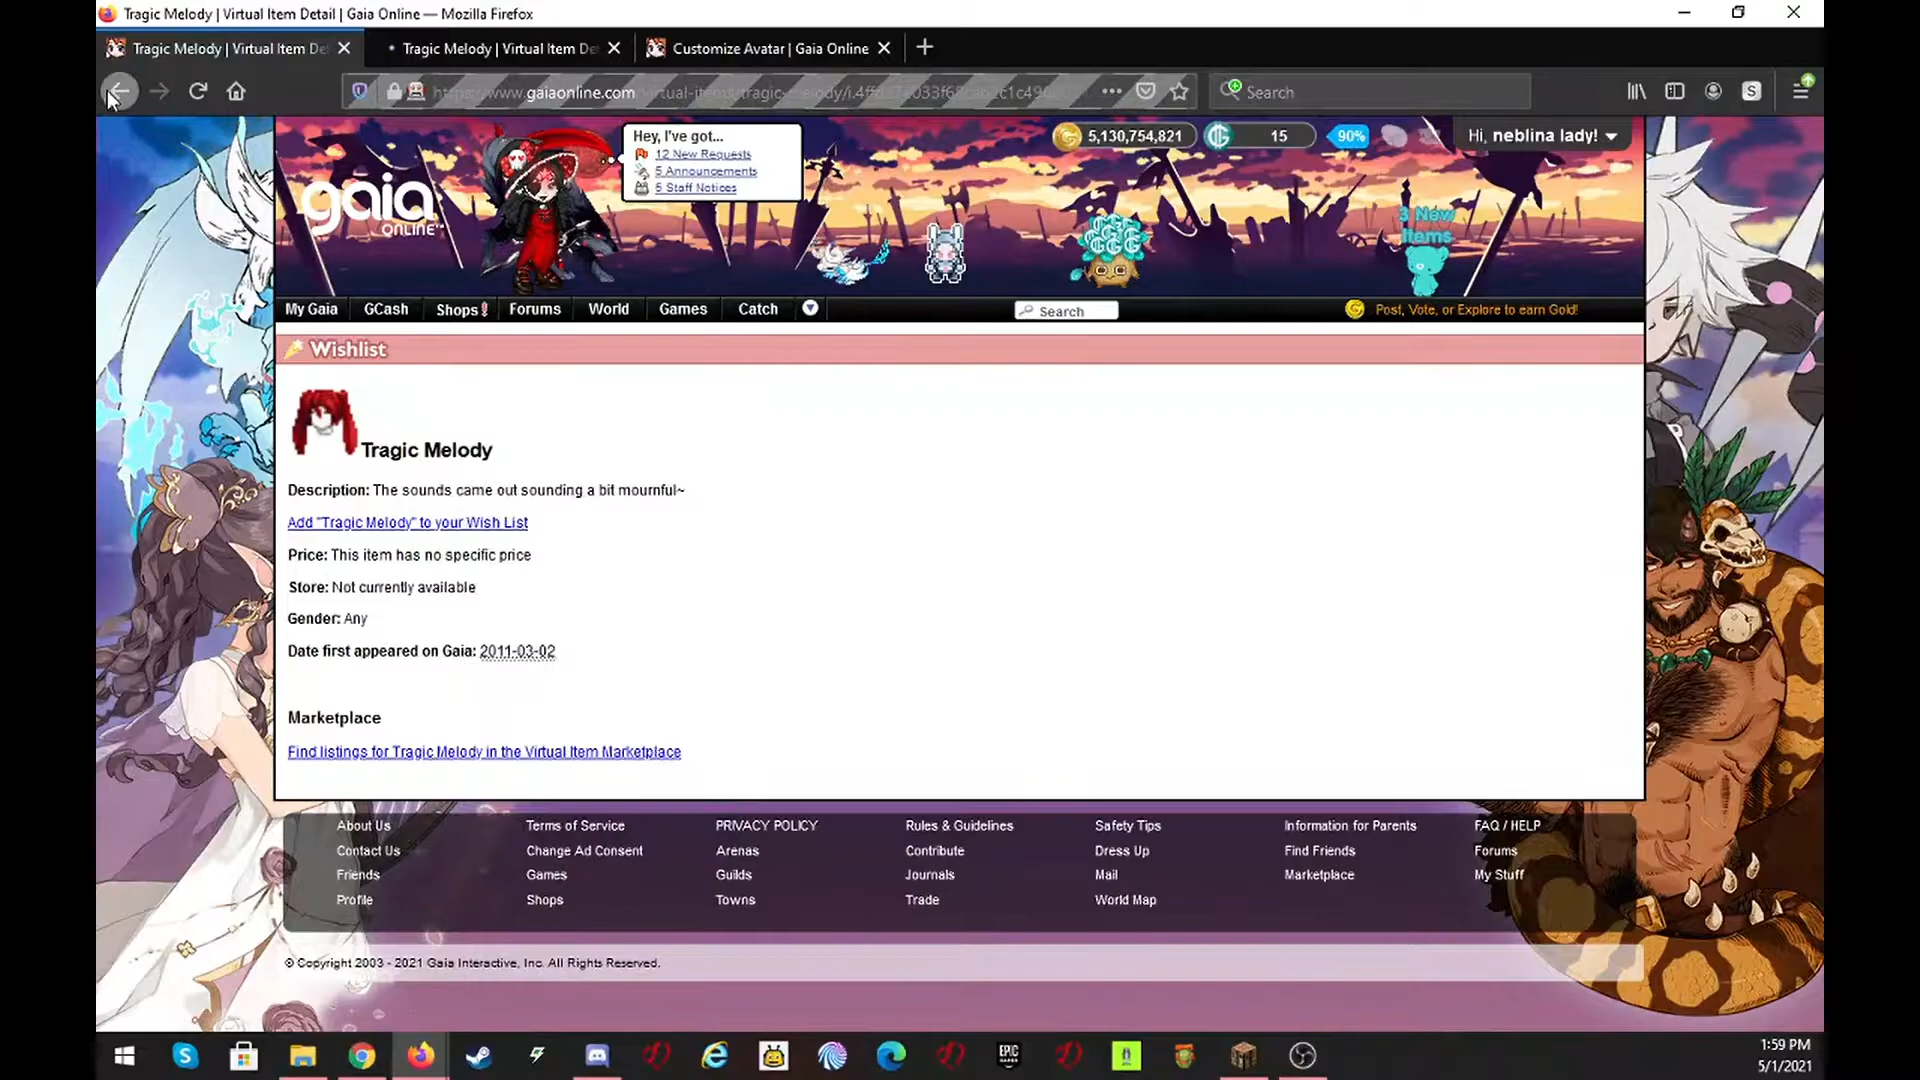 Tragic Melody | Virtual Item Detail | Gaia Online — Mozilla Firefox
Tragic Melody | Virtual Item De
Tragic Melody | Virtual Item De
Customize Avatar | Gaia Online
www.gaiaonline.com
Search
S
Hey, I've got...
12 New Requests
5 Announcements
5 Staff Notices
5,130,754,821
15
90%
Hi, neblina lady!
gaia
ONLINE
3 New
Items
My Gaia
GCash
Shops!
Forums
World
Games
Catch
Search
Post, Vote, or Explore to earn Gold!
Wishlist
Tragic Melody
Description: The sounds came out sounding a bit mournful~
Add "Tragic Melody" to your Wish List
Price: This item has no specific price
Store: Not currently available
Gender: Any
Date first appeared on Gaia: 2011-03-02
Marketplace
Find listings for Tragic Melody in the Virtual Item Marketplace
About Us Terms of Service PRIVACY POLICY Rules & Guidelines Safety Tips Information for Parents FAQ / HELP
Contact Us Change Ad Consent Arenas Contribute Dress Up Find Friends Forums
Friends Games Guilds Journals Mail Marketplace My Stuff
Profile Shops Towns Trade World Map
© Copyright 2003 - 2021 Gaia Interactive, Inc. All Rights Reserved.
EPIC
1:59 PM
5/1/2021